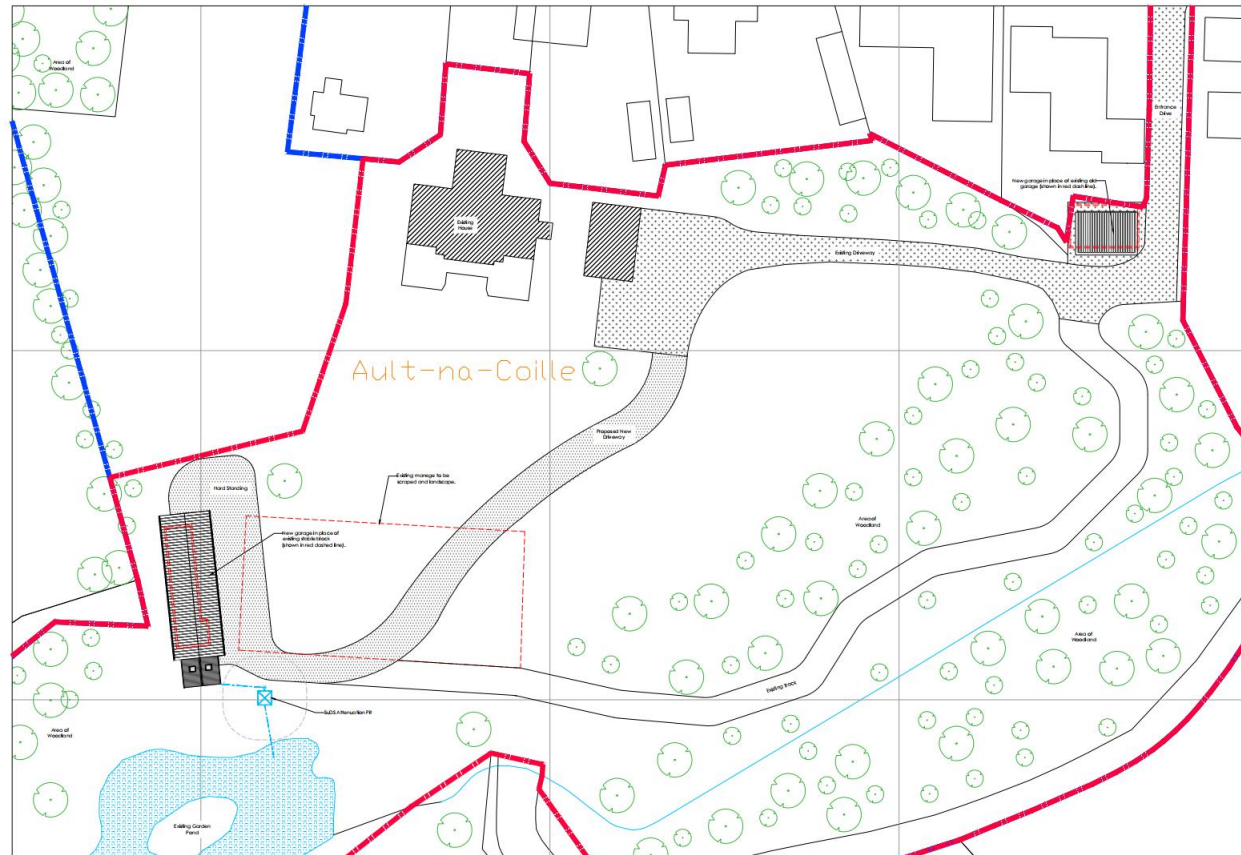 Area of
Woodland
Entrance
Drive
New garage in place of existing old
garage (shown in red dash line).
Existing
house
Existing Driveway
Ault-na-Coille
Proposed New
Driveway
Existing manege to be
scraped and landscape.
Hard Standing
New garage in place of
existing stable block
(shown in red dashed line).
Area of
Woodland
Area of
Woodland
Existing track
SuDS Attenuation Pit
Area of
Woodland
Existing Garden
Pond